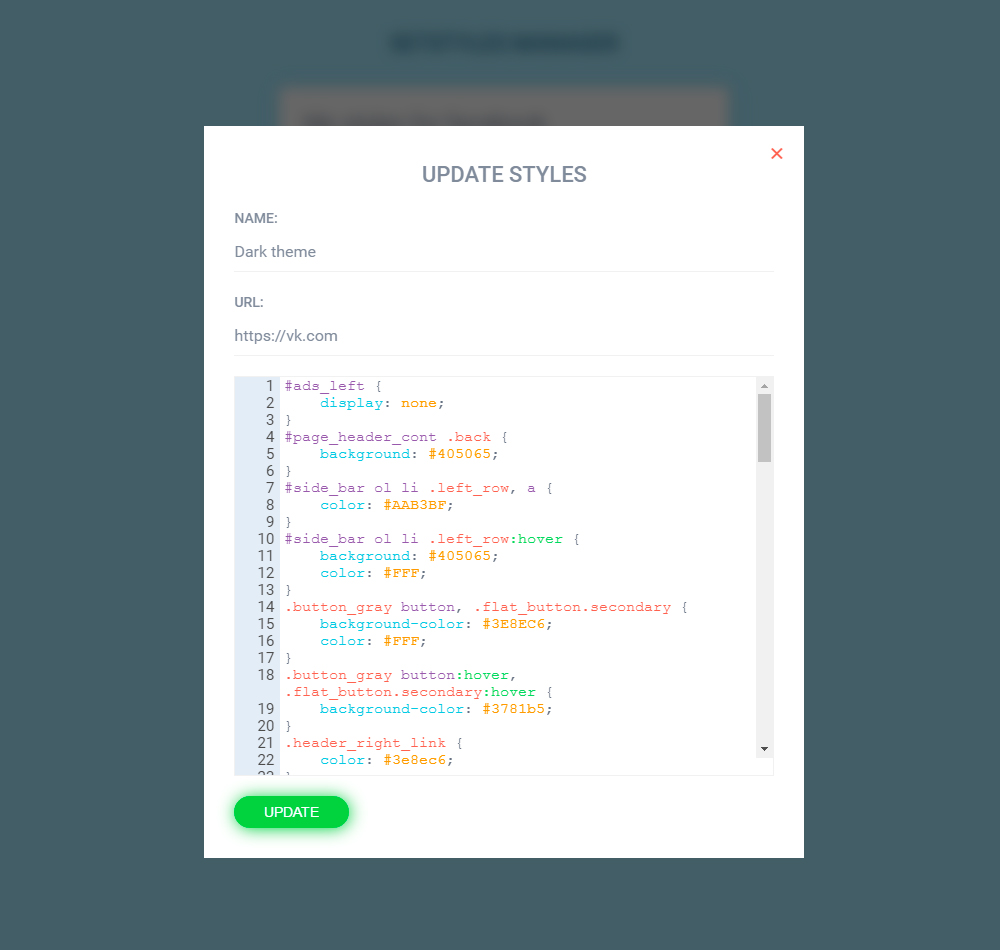 UPDATE STYLES
NAME:
Dark theme
URL:
https://vk.com
1 #ads_left {
2     display: none;
3 }
4 #page_header_cont .back {
5     background: #405065;
6 }
7 #side_bar ol li .left_row, a {
8     color: #AAB3BF;
9 }
10 #side_bar ol li .left_row:hover {
11     background: #405065;
12     color: #FFF;
13 }
14 .button_gray button, .flat_button.secondary {
15     background-color: #3E8EC6;
16     color: #FFF;
17 }
18 .button_gray button:hover,
.flat_button.secondary:hover {
19     background-color: #3781b5;
20 }
21 .header_right_link {
22     color: #3e8ec6;
23 }
UPDATE